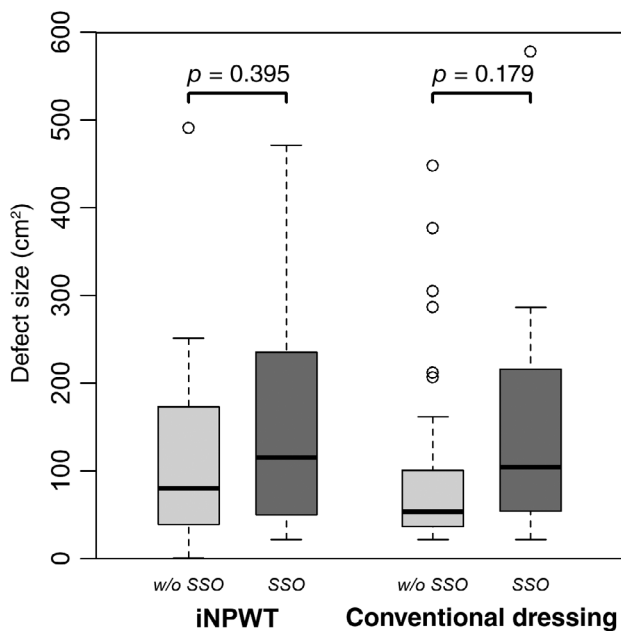 p = 0.395
p = 0.179
Defect size (cm²)
600
500
400
300
200
100
0
w/o SSO SSO w/o SSO SSO
iNPWT Conventional dressing